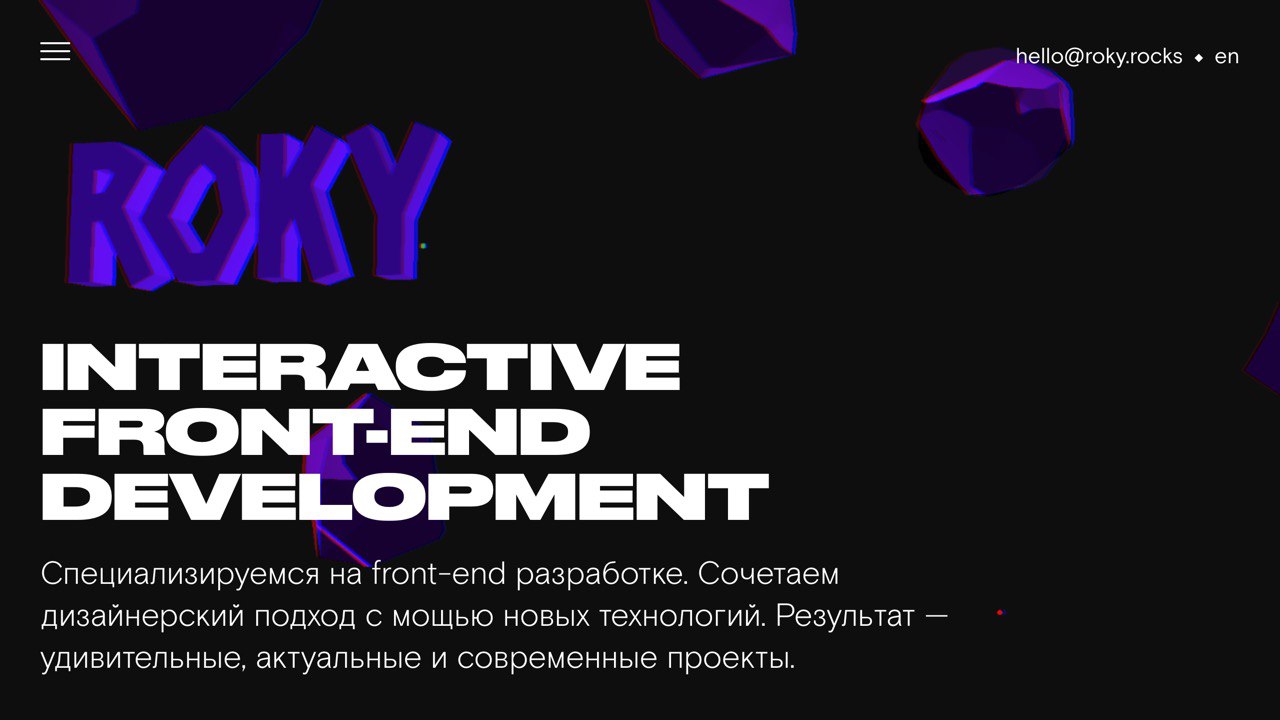 hello@roky.rocks ⬥ en
ROKY
INTERACTIVE
FRONT-END
DEVELOPMENT
Специализируемся на front-end разработке. Сочетаем
дизайнерский подход с мощью новых технологий. Результат —
удивительные, актуальные и современные проекты.